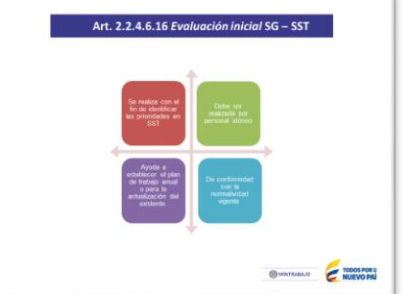 Art. 2.2.4.6.16 Evaluación inicial SG – SST
Se realiza con el
fin de identificar
las prioridades en
SST
Debe ser
realizada por
personal idóneo
Ayuda a
establecer el plan
de trabajo anual
o para la
actualización del
existente.
De conformidad
con la
normatividad
vigente.
MINTRABAJO
TODOS POR U
NUEVO PAÍ